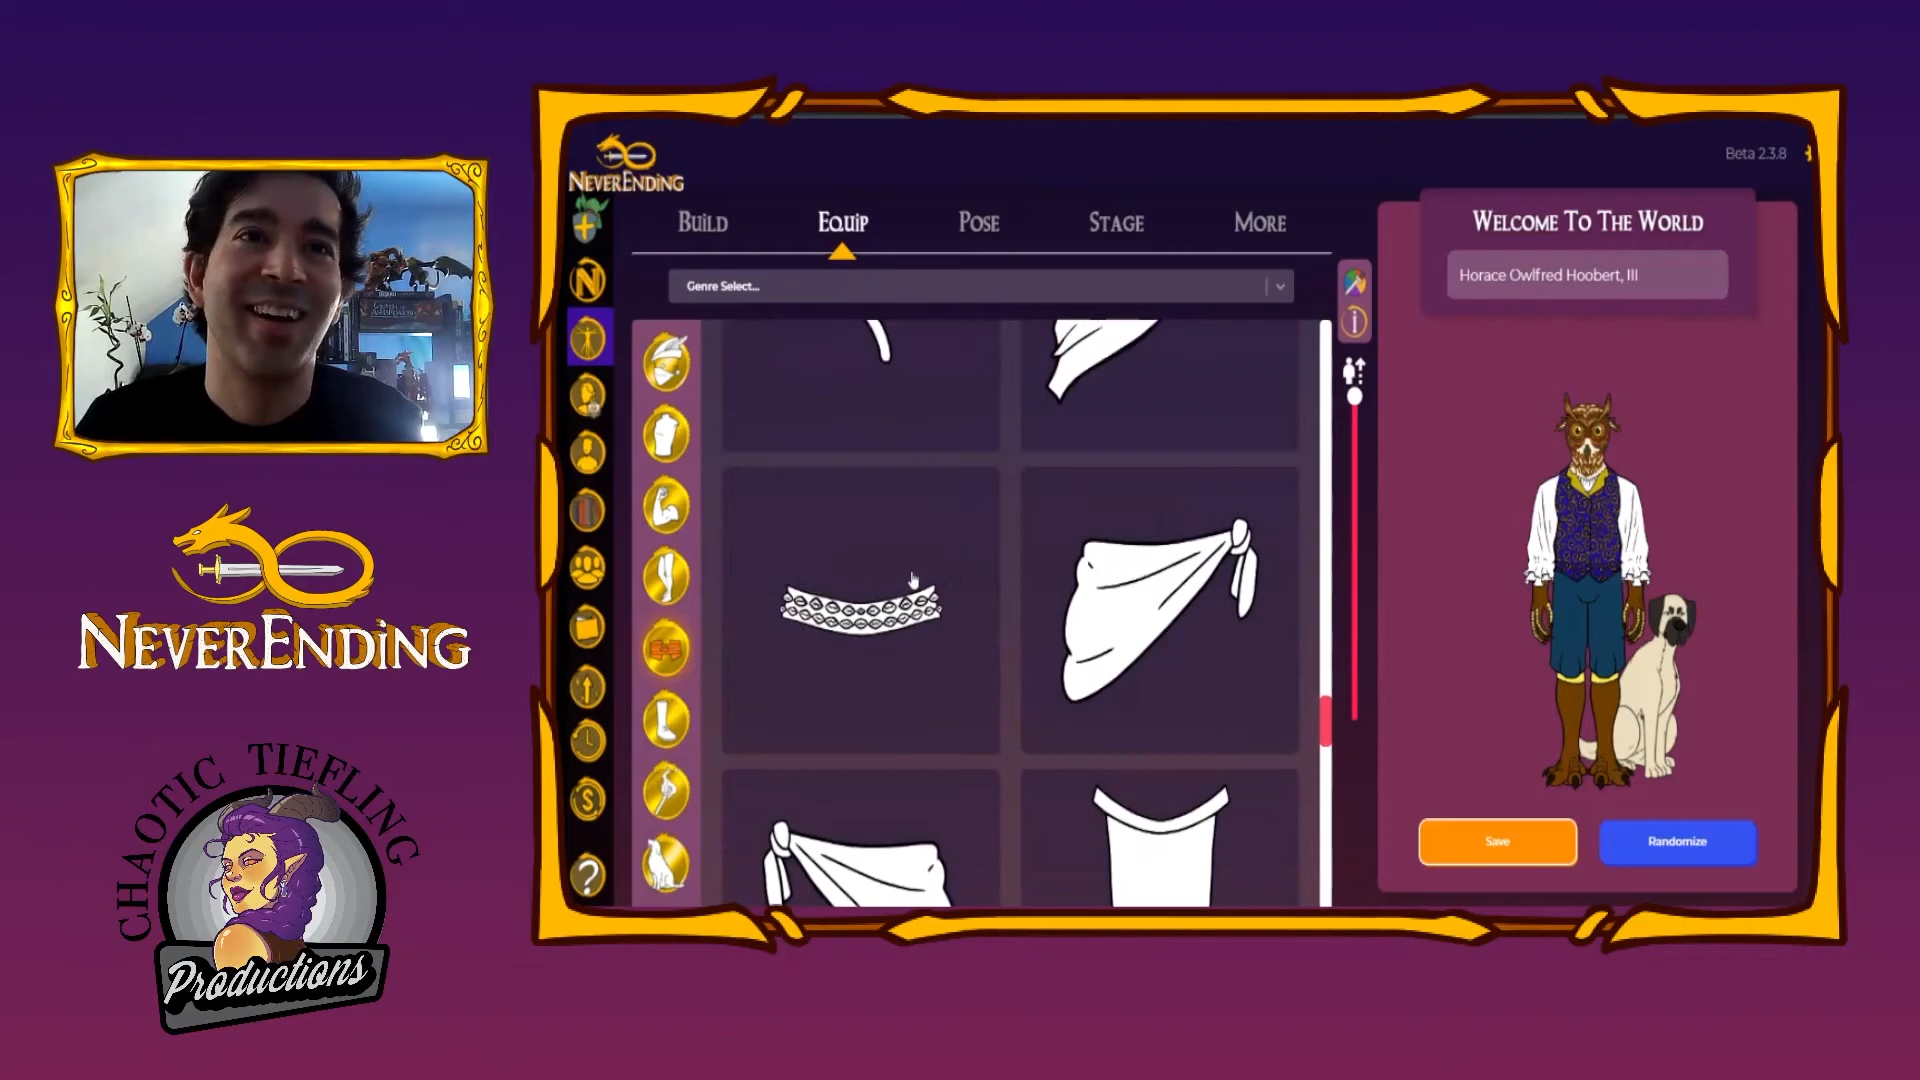 NEVERENDING
Beta 2.3.8
BUILD
EQUIP
POSE
STAGE
MORE
WELCOME TO THE WORLD
Horace Owlfred Hoobert, III
Genre Select...
N
i
$
?
Save
Randomize
NEVERENDING
CHAOTIC TIEFLING
Productions